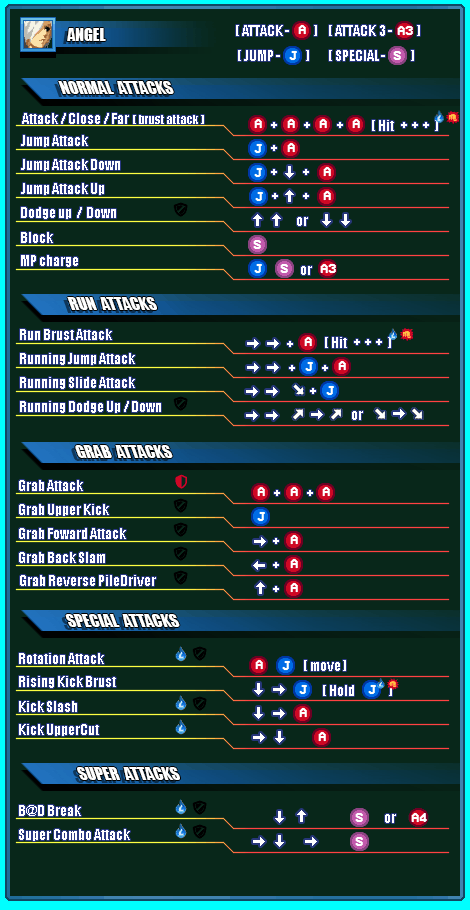 ANGEL [ ATTACK - A ] [ ATTACK 3 - A3 ]
[ JUMP - J ] [ SPECIAL - S ]
NORMAL ATTACKS
Attack / Close / Far [ brust attack ] A + A + A + A [ Hit + + + ]
Jump Attack J + A
Jump Attack Down J + ↓ + A
Jump Attack Up J + ↑ + A
Dodge up / Down ↑ ↑ or ↓ ↓
Block S
MP charge J S or A3
RUN ATTACKS
Run Brust Attack → → + A [ Hit + + + ]
Running Jump Attack → → + J + A
Running Slide Attack → → ↘ + J
Running Dodge Up / Down → → ↗ → ↗ or ↘ → ↘
GRAB ATTACKS
Grab Attack A + A + A
Grab Upper Kick J
Grab Foward Attack → + A
Grab Back Slam ← + A
Grab Reverse PileDriver ↑ + A
SPECIAL ATTACKS
Rotation Attack A J [ move ]
Rising Kick Brust ↓ → J [ Hold J ]
Kick Slash ↓ → A
Kick UpperCut → ↓ A
SUPER ATTACKS
B@D Break ↓ ↑ S or A4
Super Combo Attack → ↓ → S